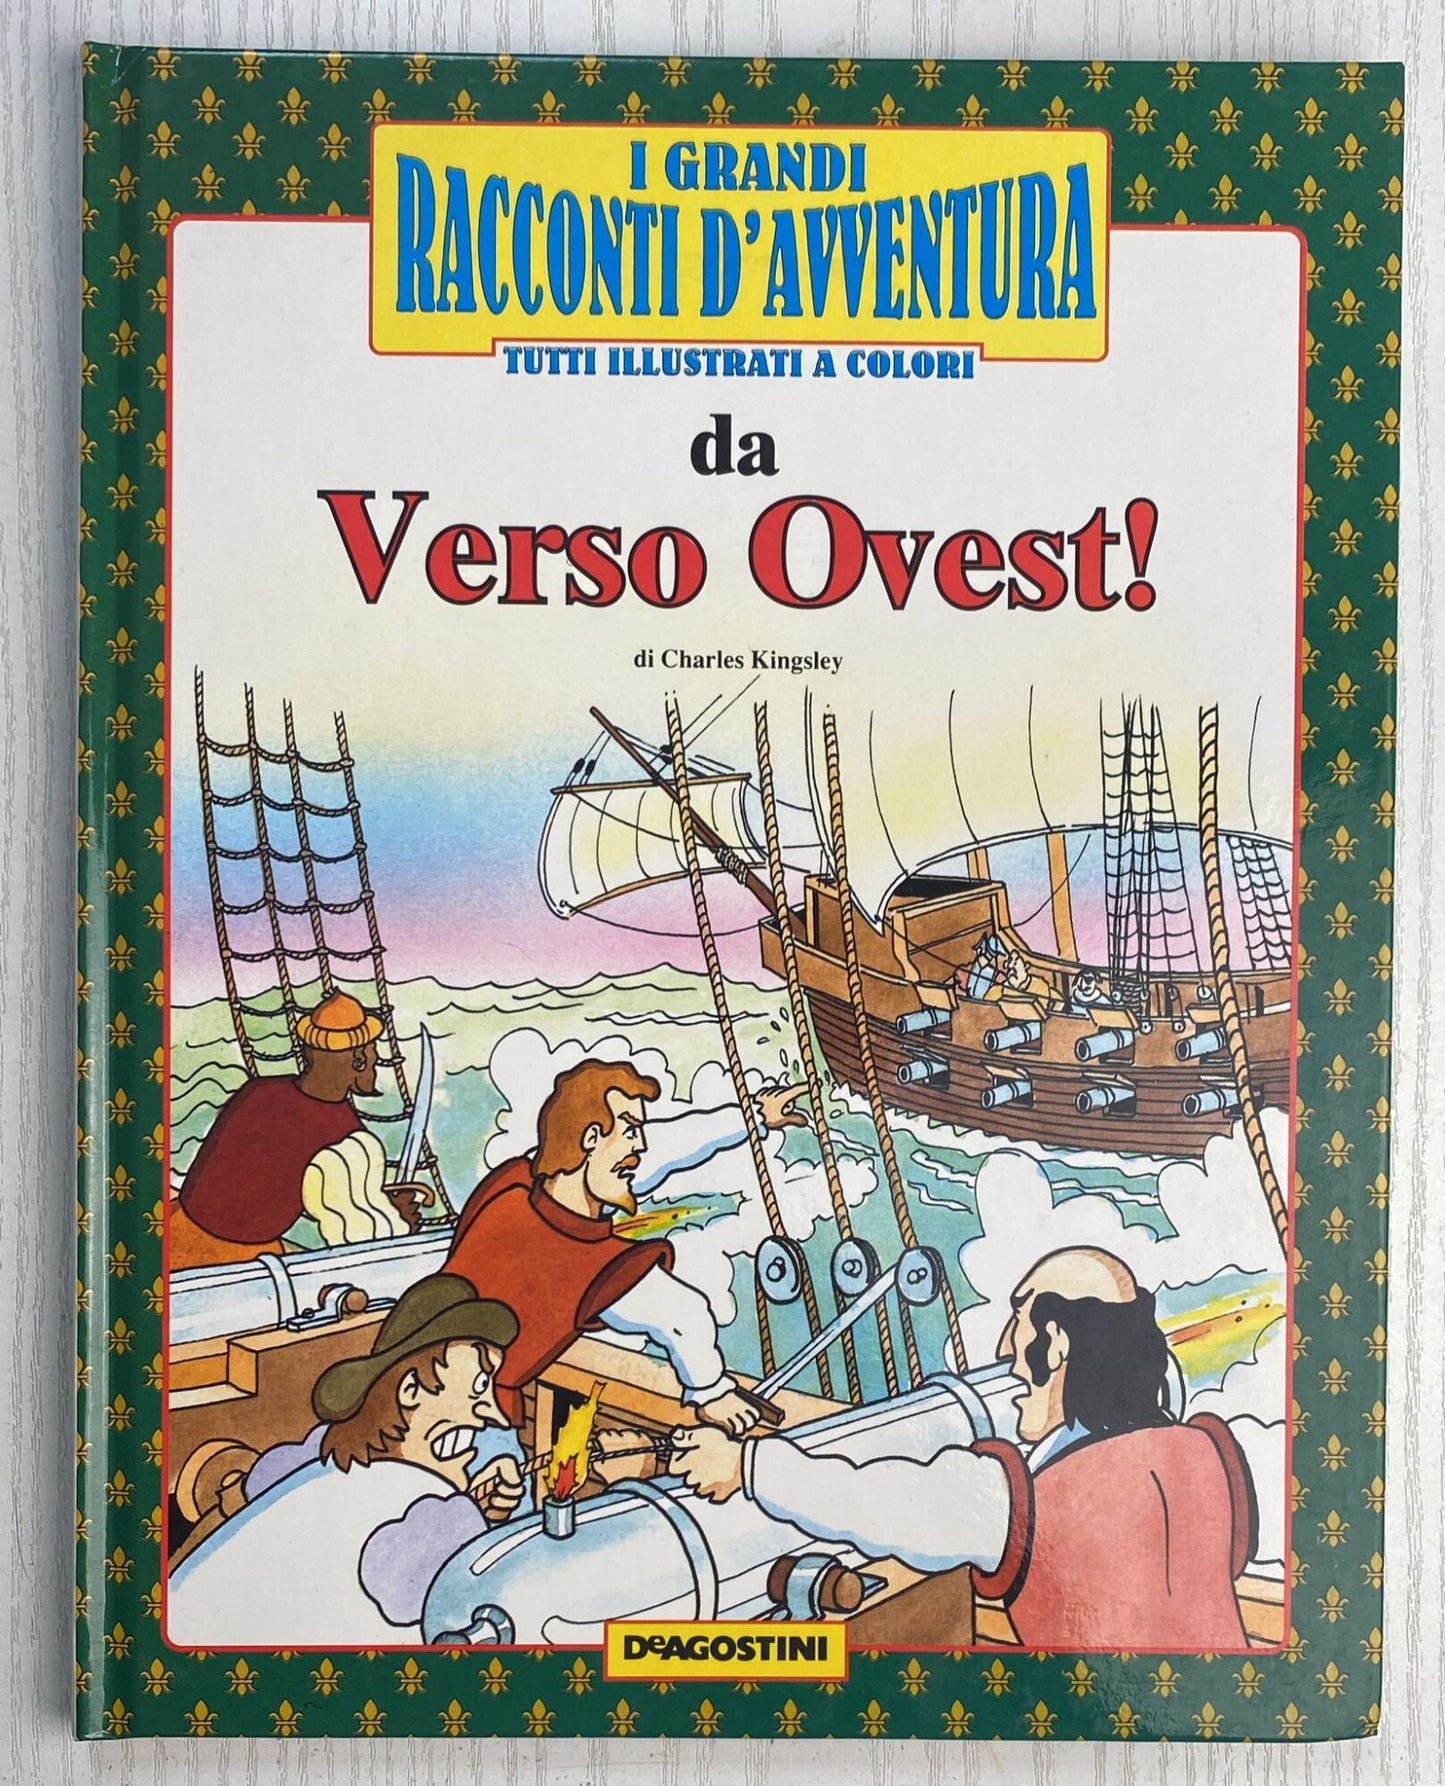 I GRANDI
RACCONTI D'AVVENTURA
TUTTI ILLUSTRATI A COLORI
da
Verso Ovest!
di Charles Kingsley
DeAGOSTINI